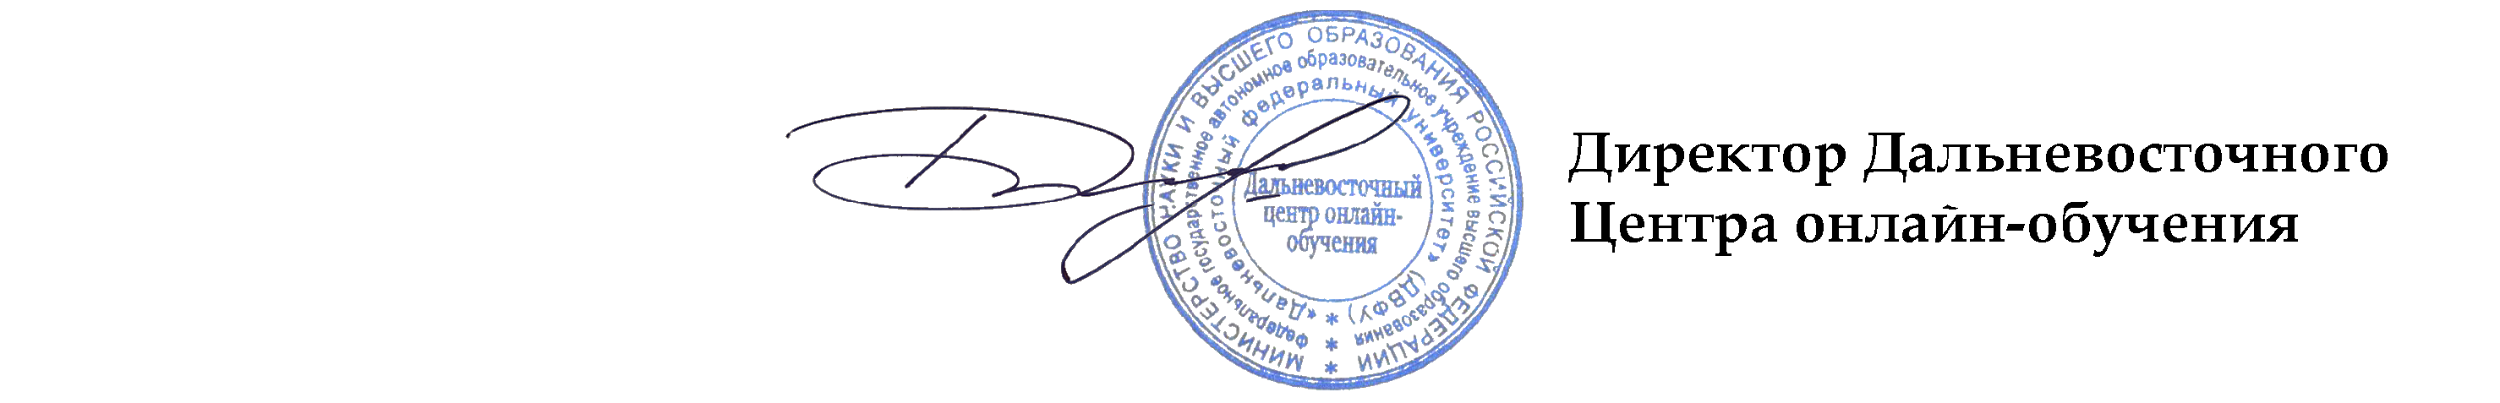 МИНИСТЕРСТВО НАУКИ И ВЫСШЕГО ОБРАЗОВАНИЯ РОССИЙСКОЙ ФЕДЕРАЦИИ
Федеральное государственное автономное образовательное учреждение высшего образования
«Дальневосточный федеральный университет»
(ДВФУ)
Дальневосточный
центр онлайн-
обучения
Директор Дальневосточного
Центра онлайн-обучения